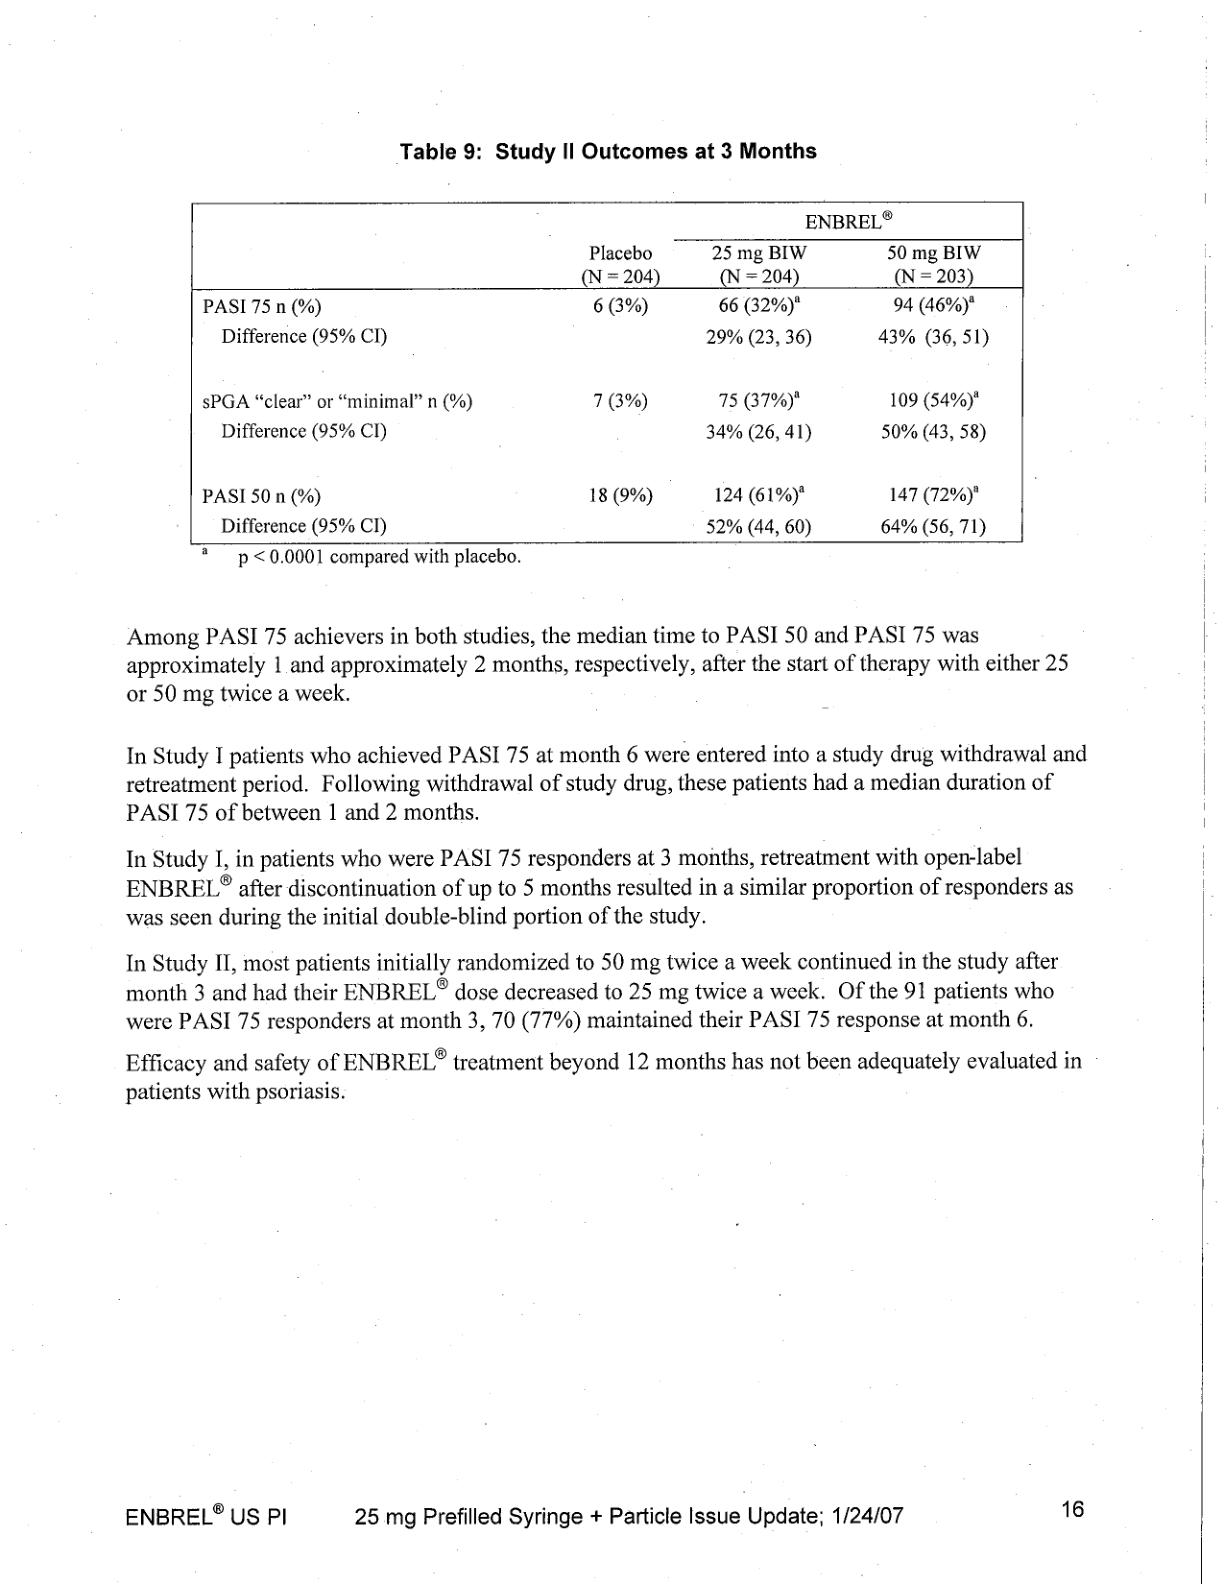 Table 9: Study II Outcomes at 3 Months
ENBREL®
Placebo 25 mg BIW 50 mg BIW
(N = 204) (N = 204) (N = 203)
PASI 75 n (%) 6 (3%) 66 (32%)ᵃ 94 (46%)ᵃ
Difference (95% CI) 29% (23, 36) 43% (36, 51)
sPGA “clear” or “minimal” n (%) 7 (3%) 75 (37%)ᵃ 109 (54%)ᵃ
Difference (95% CI) 34% (26, 41) 50% (43, 58)
PASI 50 n (%) 18 (9%) 124 (61%)ᵃ 147 (72%)ᵃ
Difference (95% CI) 52% (44, 60) 64% (56, 71)
ᵃ p < 0.0001 compared with placebo.
Among PASI 75 achievers in both studies, the median time to PASI 50 and PASI 75 was
approximately 1 and approximately 2 months, respectively, after the start of therapy with either 25
or 50 mg twice a week.
In Study I patients who achieved PASI 75 at month 6 were entered into a study drug withdrawal and
retreatment period. Following withdrawal of study drug, these patients had a median duration of
PASI 75 of between 1 and 2 months.
In Study I, in patients who were PASI 75 responders at 3 months, retreatment with open-label
ENBREL® after discontinuation of up to 5 months resulted in a similar proportion of responders as
was seen during the initial double-blind portion of the study.
In Study II, most patients initially randomized to 50 mg twice a week continued in the study after
month 3 and had their ENBREL® dose decreased to 25 mg twice a week. Of the 91 patients who
were PASI 75 responders at month 3, 70 (77%) maintained their PASI 75 response at month 6.
Efficacy and safety of ENBREL® treatment beyond 12 months has not been adequately evaluated in
patients with psoriasis.
ENBREL® US PI 25 mg Prefilled Syringe + Particle Issue Update; 1/24/07 16